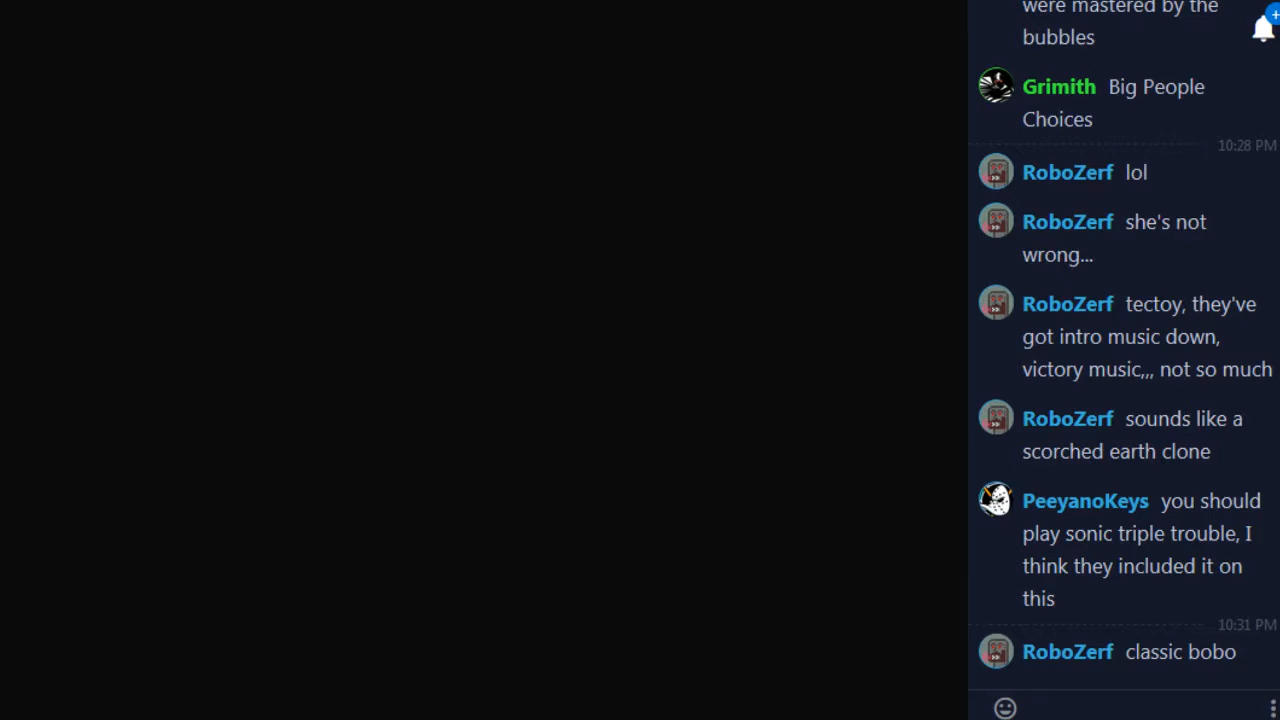 were mastered by the
bubbles
Grimith Big People
Choices
10:28 PM
RoboZerf lol
RoboZerf she's not
wrong...
RoboZerf tectoy, they've
got intro music down,
victory music,,, not so much
RoboZerf sounds like a
scorched earth clone
PeeyanoKeys you should
play sonic triple trouble, I
think they included it on
this
10:31 PM
RoboZerf classic bobo